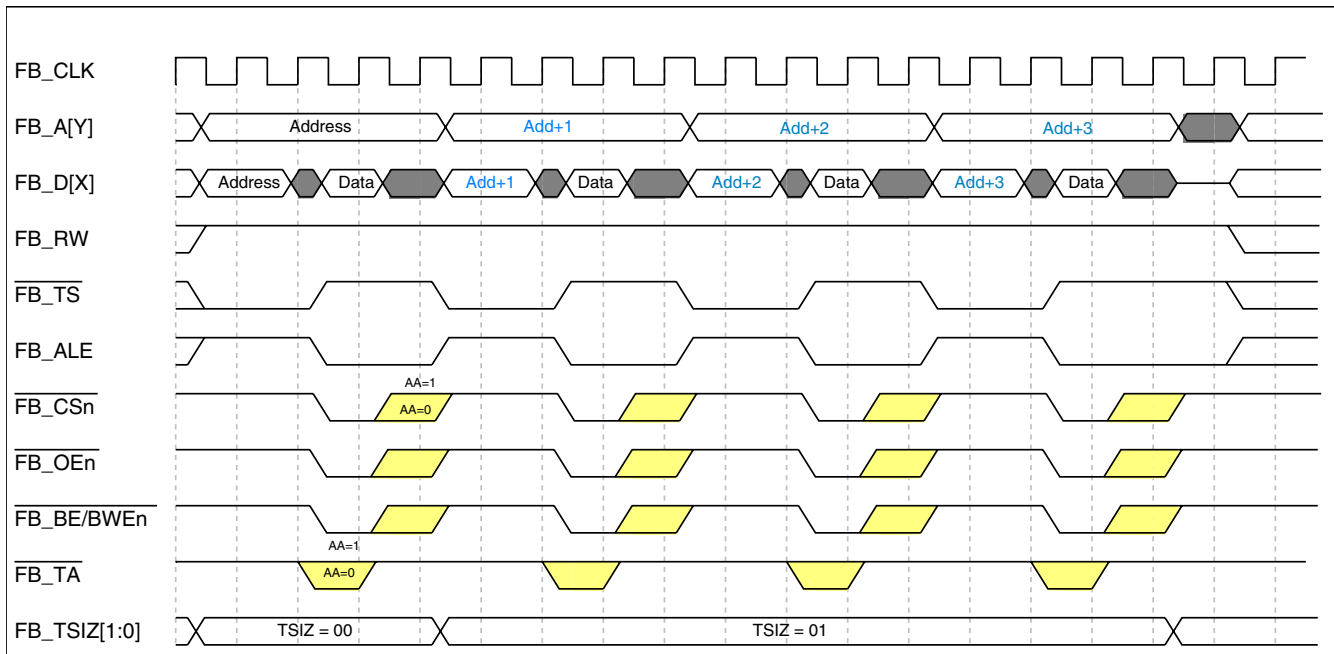 FB_CLK
FB_A[Y] Address Add+1 Add+2 Add+3
FB_D[X] Address Data Add+1 Data Add+2 Data Add+3 Data
FB_RW
FB_TS
FB_ALE
AA=1
FB_CSn AA=0
FB_OEn
FB_BE/BWEn
AA=1
FB_TA AA=0
FB_TSIZ[1:0] TSIZ = 00 TSIZ = 01